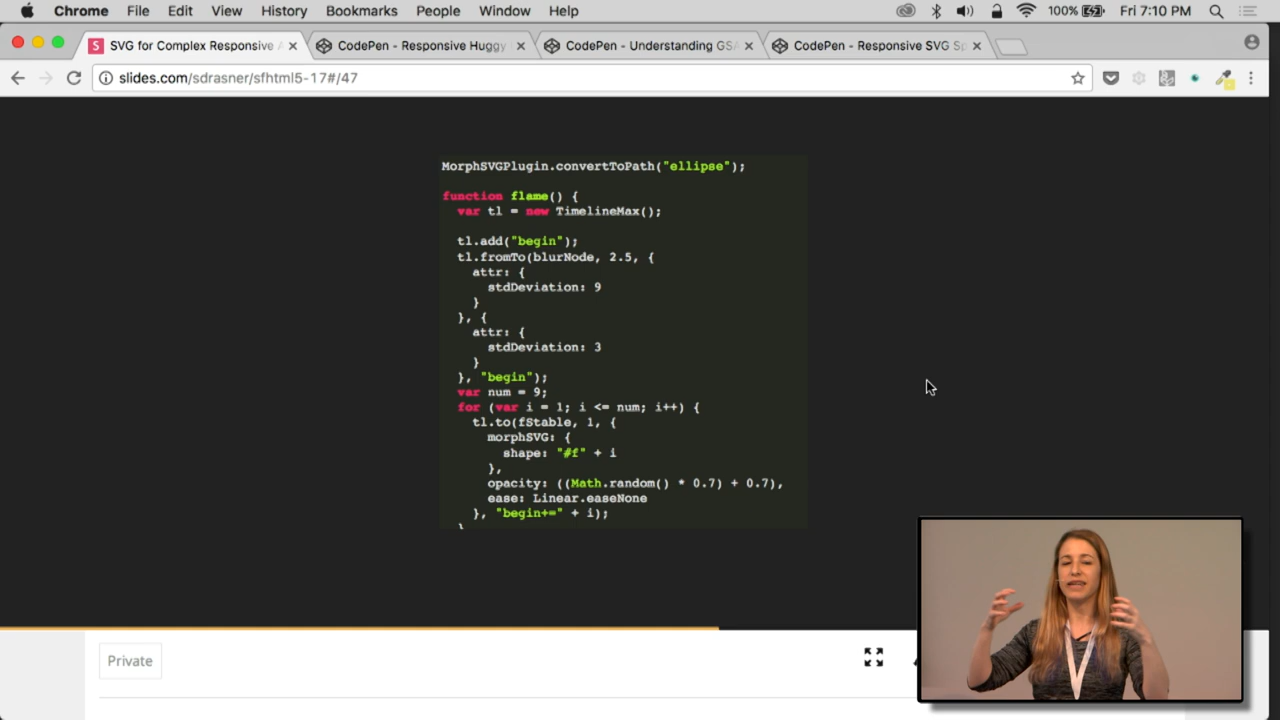 Chrome File Edit View History Bookmarks People Window Help 100% Fri 7:10 PM
S SVG for Complex Responsive A
CodePen - Responsive Huggy
CodePen - Understanding GSA
CodePen - Responsive SVG Sp
slides.com/sdrasner/sfhtml5-17#/47
MorphSVGPlugin.convertToPath("ellipse");
function flame() {
var tl = new TimelineMax();
tl.add("begin");
tl.fromTo(blurNode, 2.5, {
attr: {
stdDeviation: 9
}
}, {
attr: {
stdDeviation: 3
}
}, "begin");
var num = 9;
for (var i = 1; i <= num; i++) {
tl.to(fStable, 1, {
morphSVG: {
shape: "#f" + i
},
opacity: ((Math.random() * 0.7) + 0.7),
ease: Linear.easeNone
}, "begin+=" + i);
}
Private